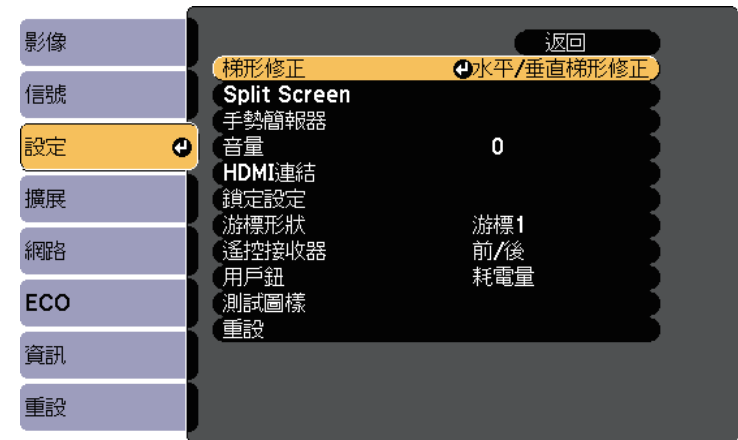 影像
信號
設定
擴展
網路
ECO
資訊
重設
返回
梯形修正 水平/垂直梯形修正
Split Screen
手勢簡報器
音量 0
HDMI連結
鎖定設定
游標形狀 游標1
遙控接收器 前/後
用戶鈕 耗電量
測試圖樣
重設